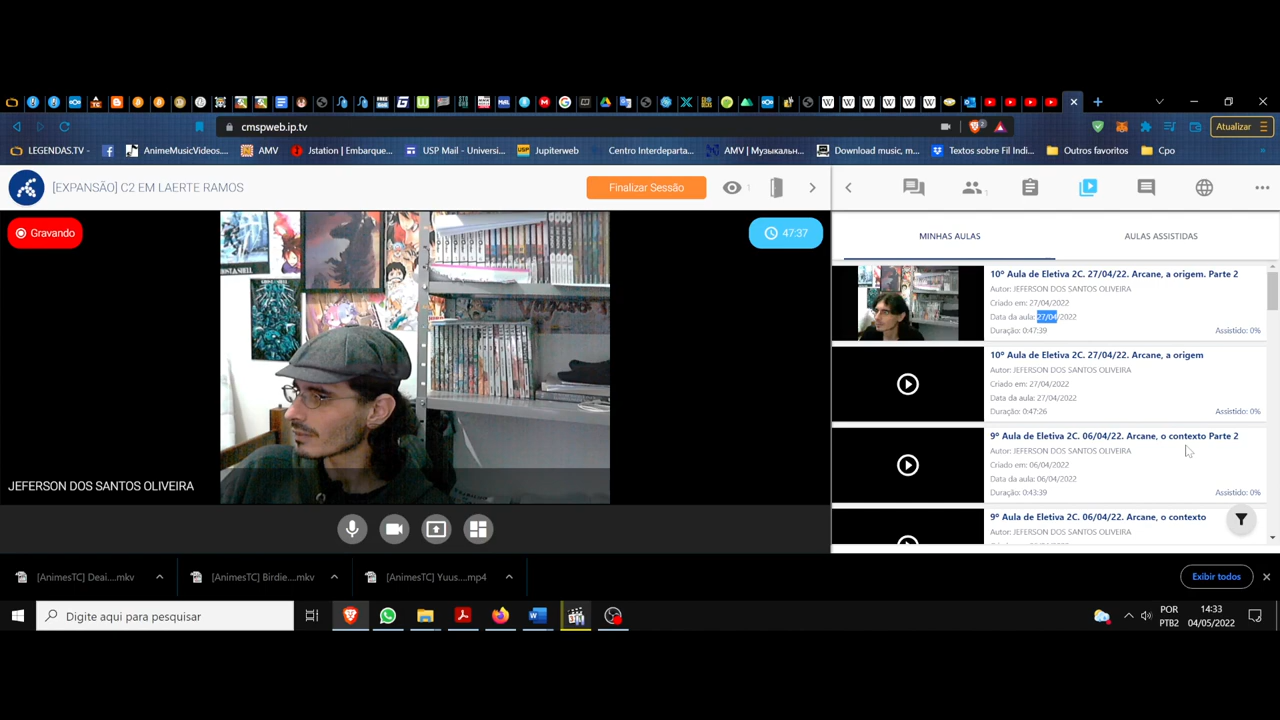 cmspweb.ip.tv
Atualizar
LEGENDAS.TV -
AnimeMusicVideos...
AMV
Jstation | Embarque...
USP Mail - Universi...
Jupiterweb
Centro Interdeparta...
AMV | Музыкальн...
Download music, m...
Textos sobre Fil Indi...
Outros favoritos
Cpo
[EXPANSÃO] C2 EM LAERTE RAMOS
Finalizar Sessão
1
1
Gravando
47:37
JEFERSON DOS SANTOS OLIVEIRA
MINHAS AULAS
AULAS ASSISTIDAS
10º Aula de Eletiva 2C. 27/04/22. Arcane, a origem. Parte 2
Autor: JEFERSON DOS SANTOS OLIVEIRA
Criado em: 27/04/2022
Data da aula: 27/04/2022
Duração: 0:47:39
Assistido: 0%
10º Aula de Eletiva 2C. 27/04/22. Arcane, a origem
Autor: JEFERSON DOS SANTOS OLIVEIRA
Criado em: 27/04/2022
Data da aula: 27/04/2022
Duração: 0:47:26
Assistido: 0%
9º Aula de Eletiva 2C. 06/04/22. Arcane, o contexto Parte 2
Autor: JEFERSON DOS SANTOS OLIVEIRA
Criado em: 06/04/2022
Data da aula: 06/04/2022
Duração: 0:43:39
Assistido: 0%
9º Aula de Eletiva 2C. 06/04/22. Arcane, o contexto
Autor: JEFERSON DOS SANTOS OLIVEIRA
[AnimesTC] Deai....mkv
[AnimesTC] Birdie....mkv
[AnimesTC] Yuus....mp4
Exibir todos
Digite aqui para pesquisar
POR
PTB2
14:33
04/05/2022